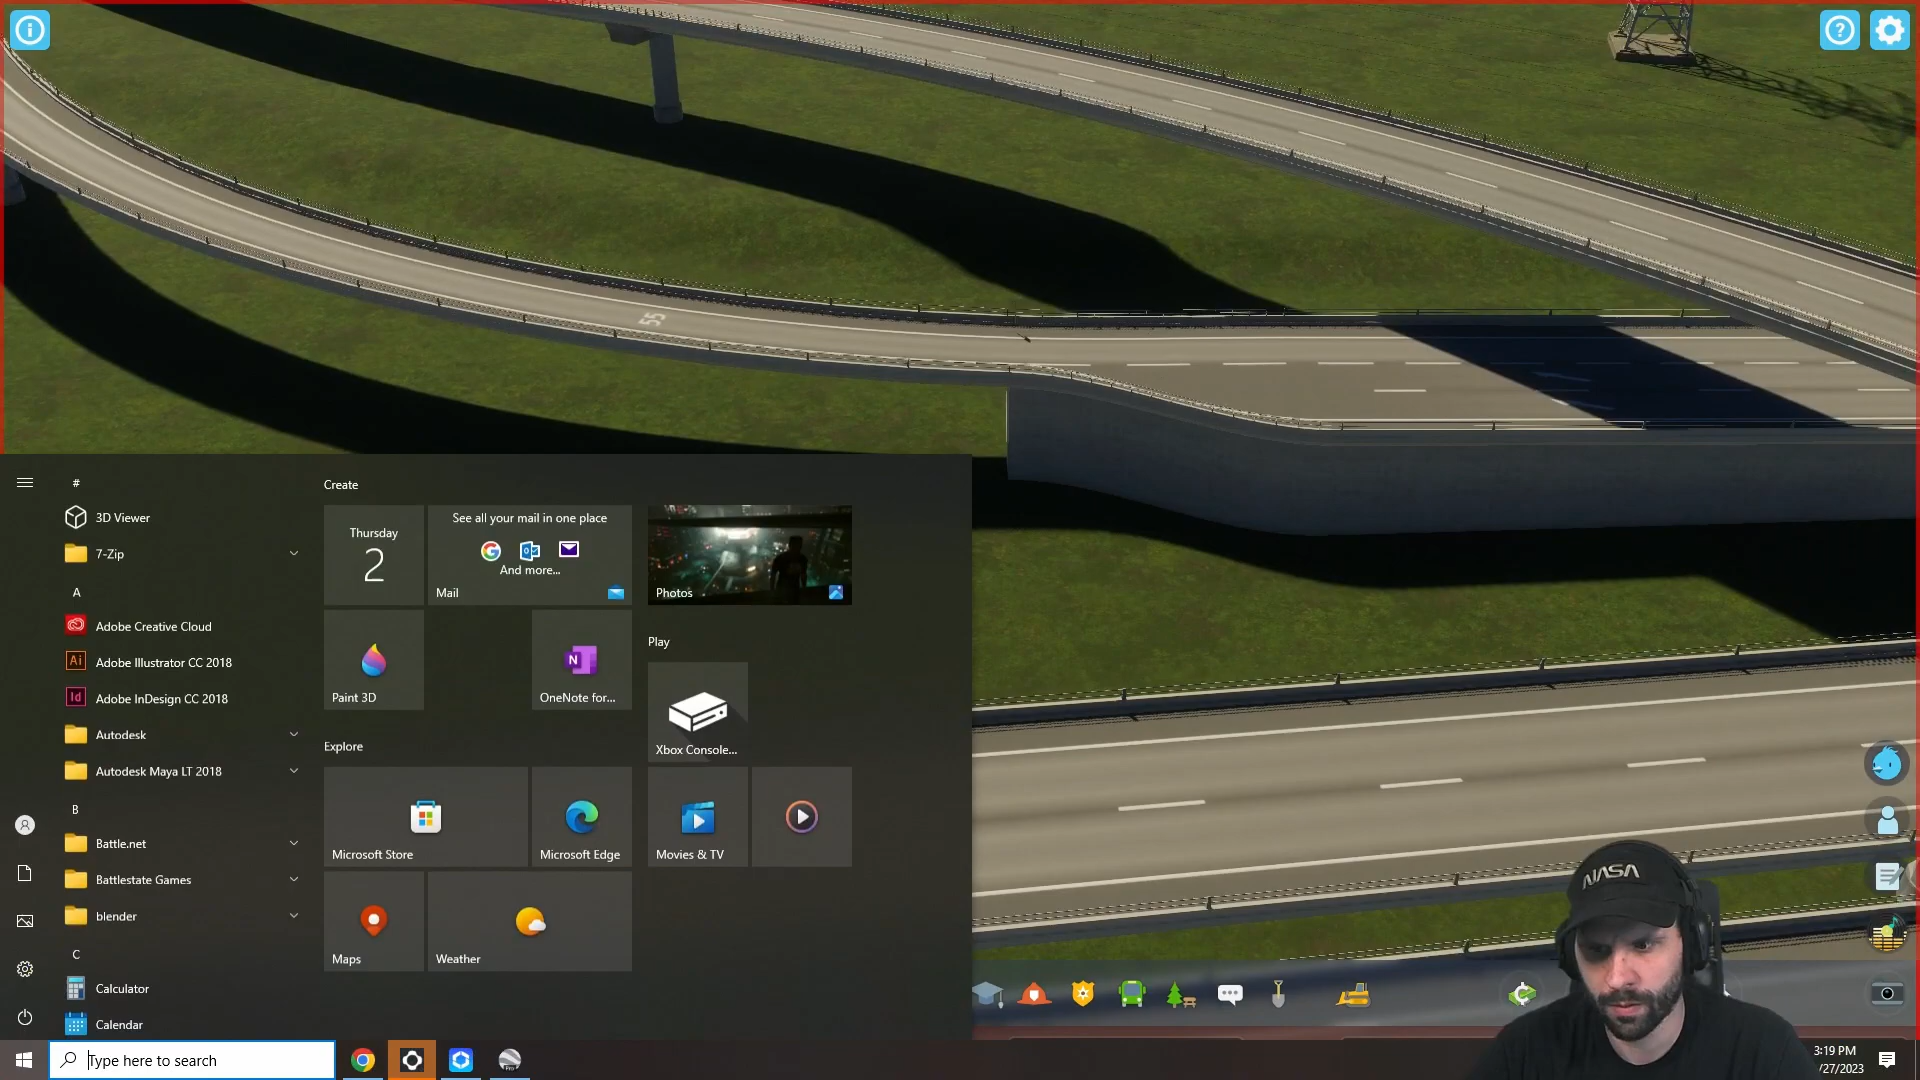 55
#
3D Viewer
7-Zip
A
Adobe Creative Cloud
Adobe Illustrator CC 2018
Adobe InDesign CC 2018
Autodesk
Autodesk Maya LT 2018
B
Battle.net
Battlestate Games
blender
C
Calculator
Calendar
Create
Thursday
2
See all your mail in one place
And more...
Mail
Photos
Paint 3D
OneNote for...
Play
Xbox Console...
Explore
Microsoft Store
Microsoft Edge
Movies & TV
Maps
Weather
NASA
Type here to search
3:19 PM
/27/2023